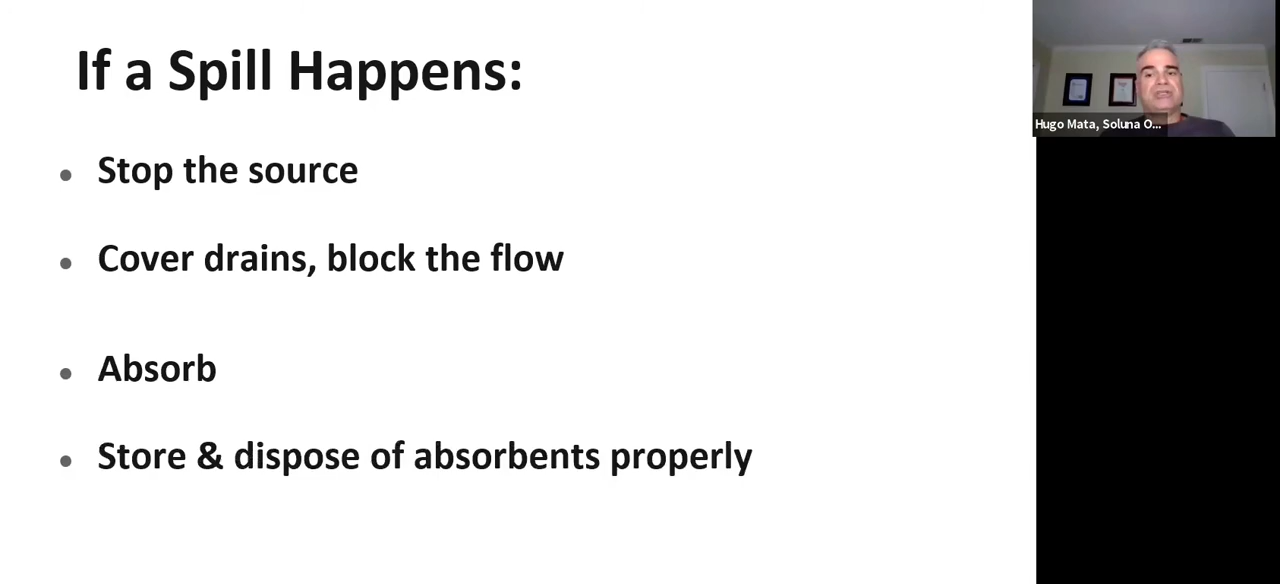 If a Spill Happens:
Stop the source
Cover drains, block the flow
Absorb
Store & dispose of absorbents properly
Hugo Mata, Soluna O...